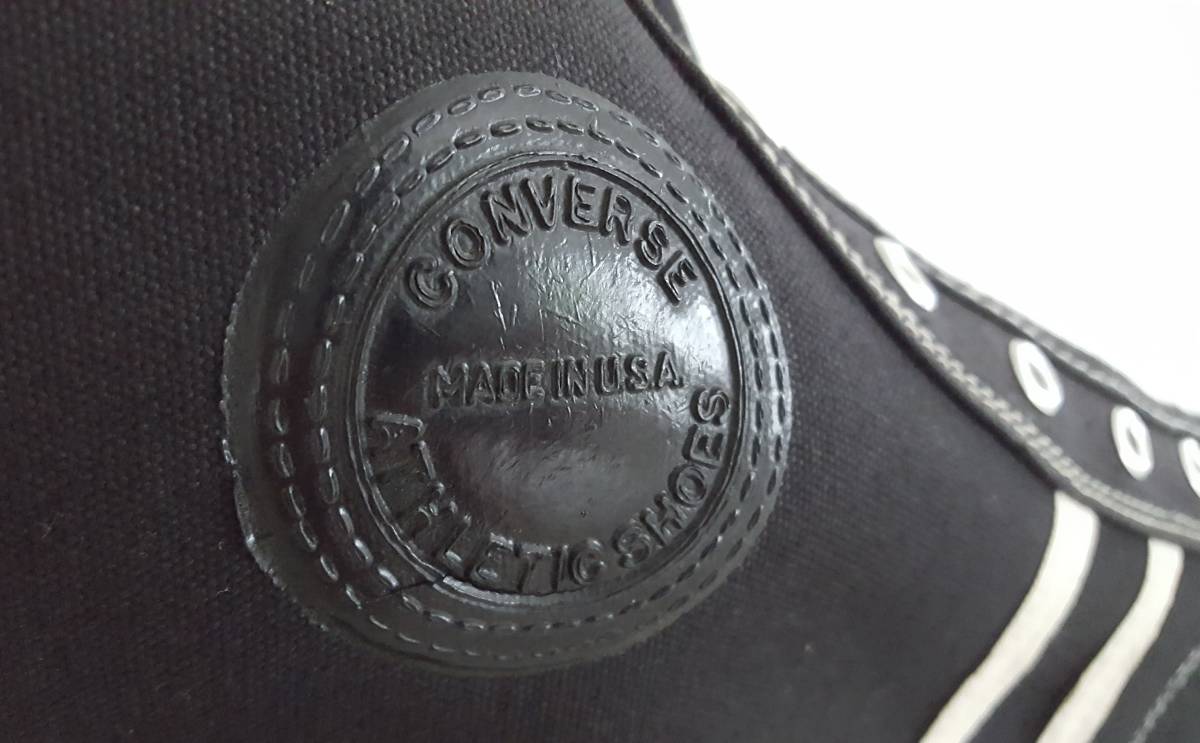 CONVERSE
MADE IN U.S.A.
ATHLETIC SHOES